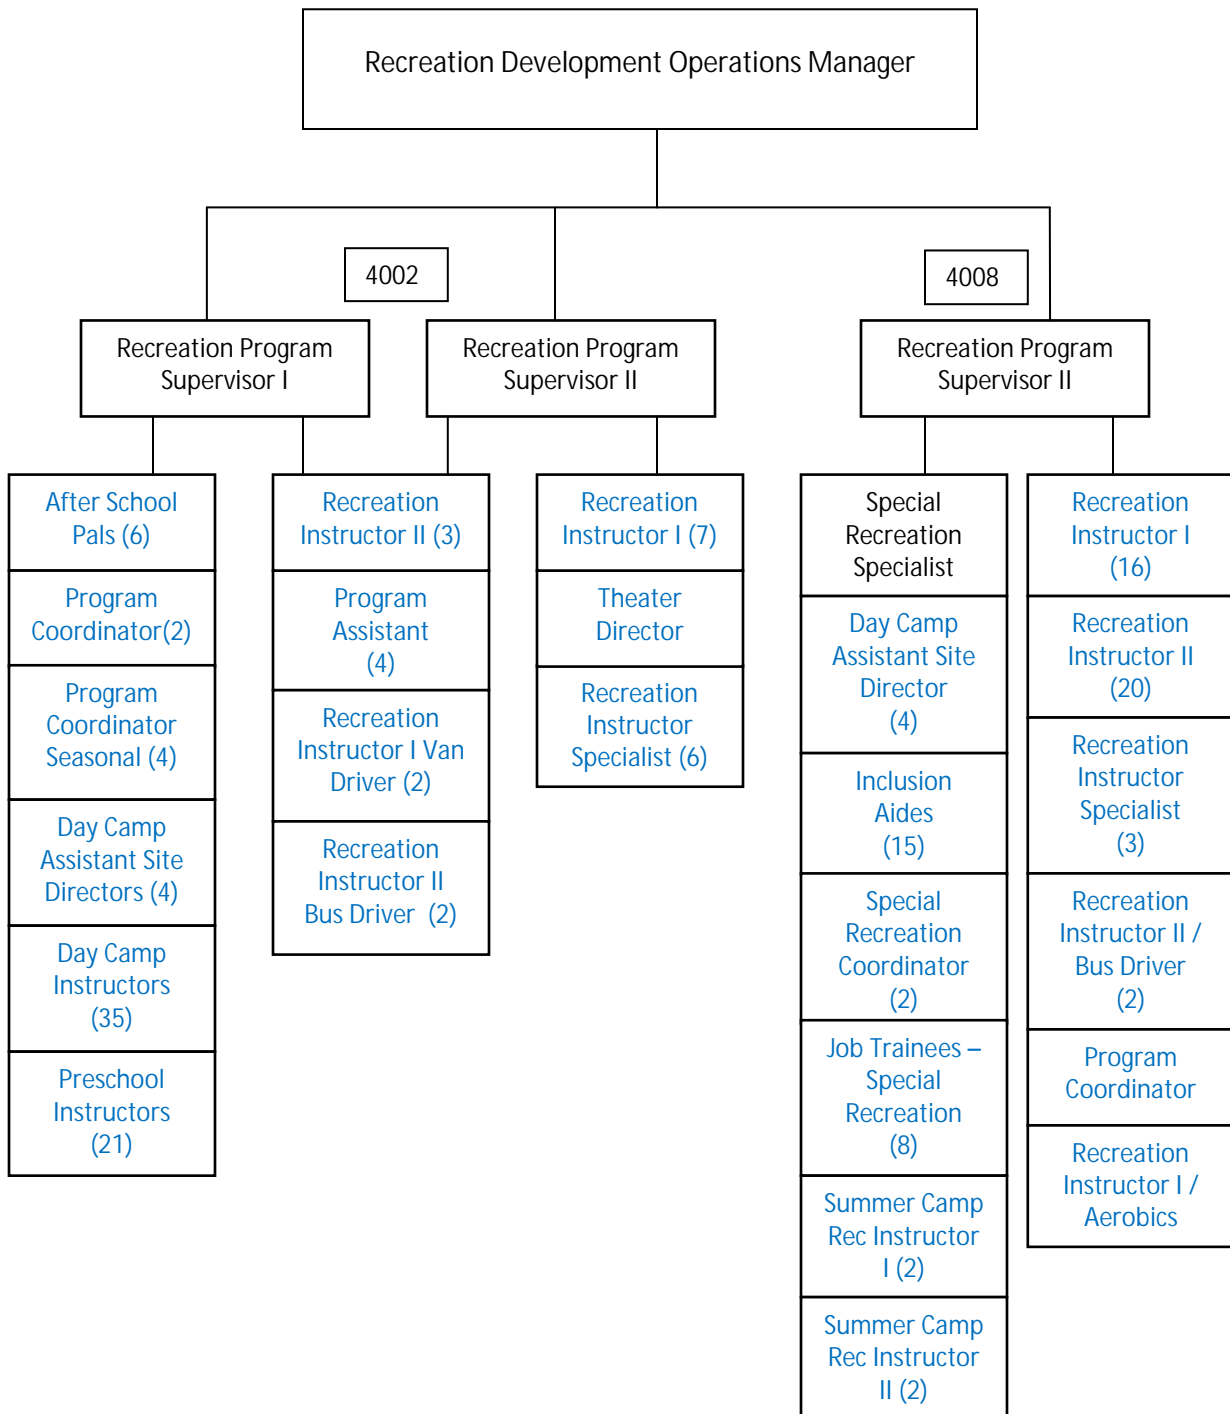 Recreation Development Operations Manager
4002
4008
Recreation Program
Supervisor I
Recreation Program
Supervisor II
Recreation Program
Supervisor II
After School
Pals (6)
Program
Coordinator(2)
Program
Coordinator
Seasonal (4)
Day Camp
Assistant Site
Directors (4)
Day Camp
Instructors
(35)
Preschool
Instructors
(21)
Recreation
Instructor II (3)
Program
Assistant
(4)
Recreation
Instructor I Van
Driver (2)
Recreation
Instructor II
Bus Driver (2)
Recreation
Instructor I (7)
Theater
Director
Recreation
Instructor
Specialist (6)
Special
Recreation
Specialist
Day Camp
Assistant Site
Director
(4)
Inclusion
Aides
(15)
Special
Recreation
Coordinator
(2)
Job Trainees –
Special
Recreation
(8)
Summer Camp
Rec Instructor
I (2)
Summer Camp
Rec Instructor
II (2)
Recreation
Instructor I
(16)
Recreation
Instructor II
(20)
Recreation
Instructor
Specialist
(3)
Recreation
Instructor II /
Bus Driver
(2)
Program
Coordinator
Recreation
Instructor I /
Aerobics